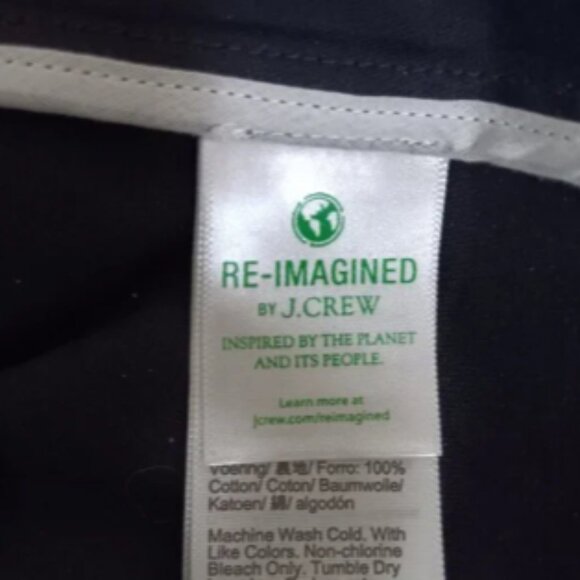 RE-IMAGINED
BY J.CREW
INSPIRED BY THE PLANET
AND ITS PEOPLE.
Learn more at
jcrew.com/reimagined
Voering/ 裏地/ Forro: 100%
Cotton/ Coton/ Baumwolle/
Katoen/ 綿/ algodón
Machine Wash Cold, With
Like Colors. Non-chlorine
Bleach Only. Tumble Dry